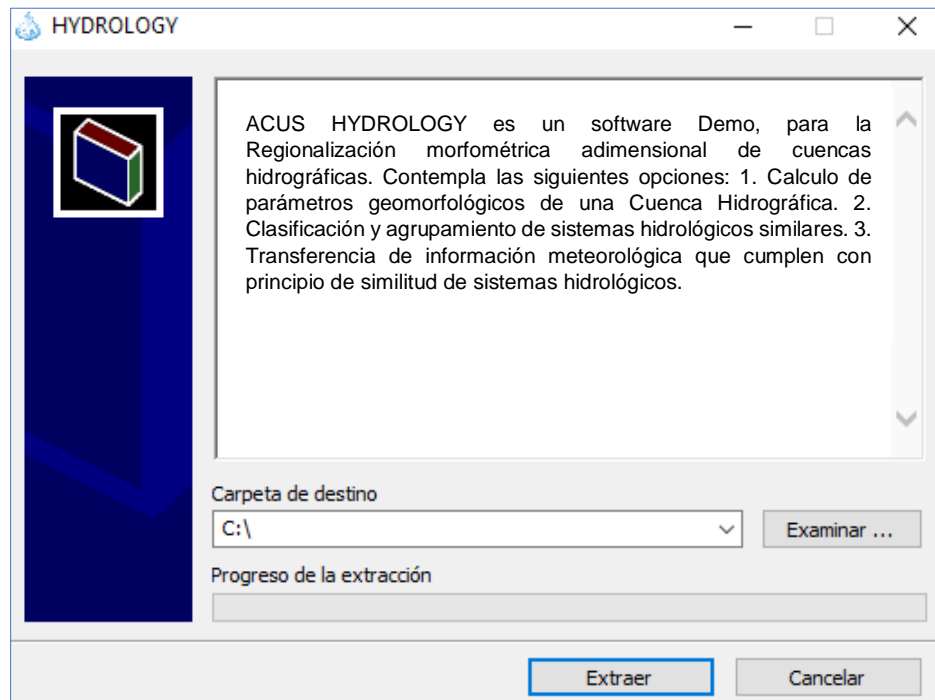 HYDROLOGY
ACUS HYDROLOGY es un software Demo, para la
Regionalización morfométrica adimensional de cuencas
hidrográficas. Contempla las siguientes opciones: 1. Calculo de
parámetros geomorfológicos de una Cuenca Hidrográfica. 2.
Clasificación y agrupamiento de sistemas hidrológicos similares. 3.
Transferencia de información meteorológica que cumplen con
principio de similitud de sistemas hidrológicos.
Carpeta de destino
C:\
Examinar ...
Progreso de la extracción
Extraer
Cancelar